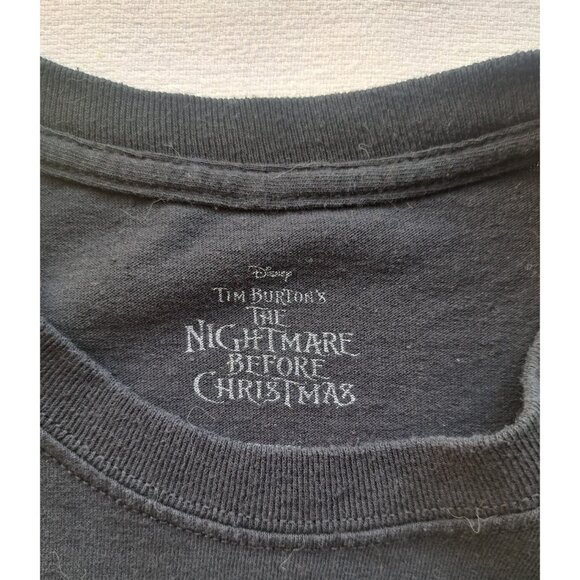 Disney
TIM BURTON'S
THE
NIGHTMARE
BEFORE
CHRISTMAS